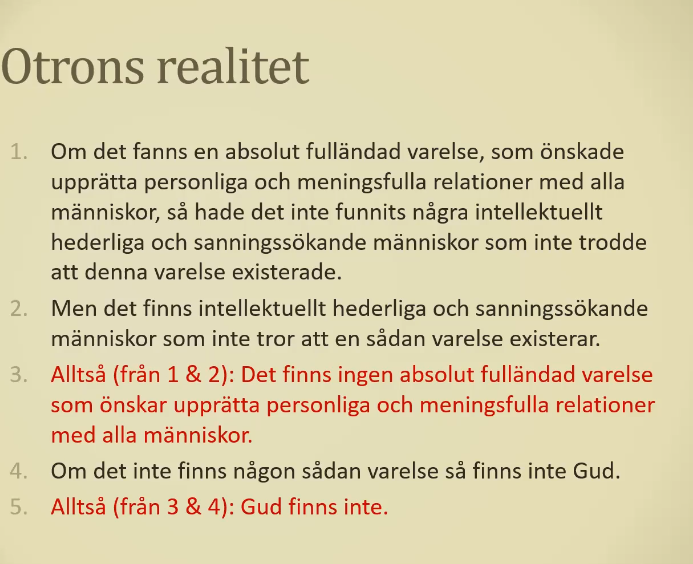 Otrons realitet
1. Om det fanns en absolut fulländad varelse, som önskade
upprätta personliga och meningsfulla relationer med alla
människor, så hade det inte funnits några intellektuellt
hederliga och sanningssökande människor som inte trodde
att denna varelse existerade.
2. Men det finns intellektuellt hederliga och sanningssökande
människor som inte tror att en sådan varelse existerar.
3. Alltså (från 1 & 2): Det finns ingen absolut fulländad varelse
som önskar upprätta personliga och meningsfulla relationer
med alla människor.
4. Om det inte finns någon sådan varelse så finns inte Gud.
5. Alltså (från 3 & 4): Gud finns inte.